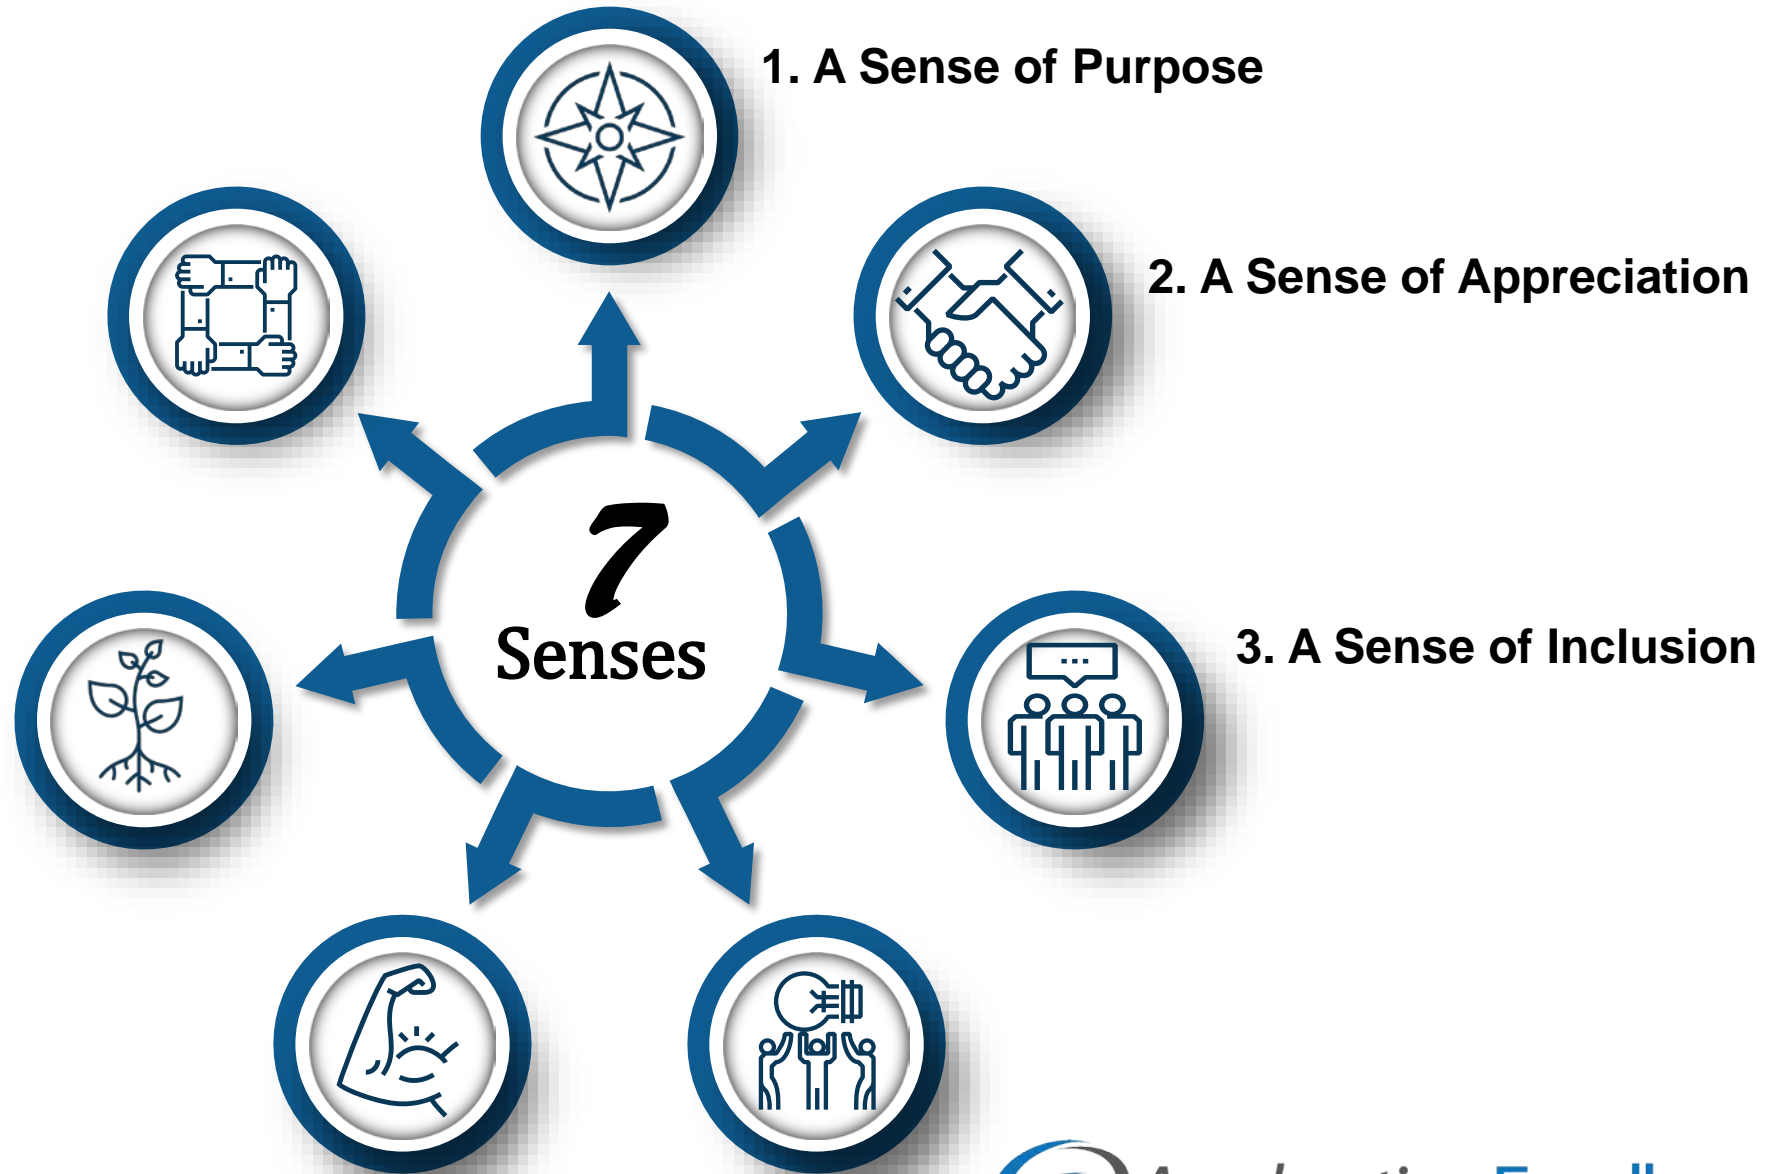 1. A Sense of Purpose
2. A Sense of Appreciation
7
Senses
3. A Sense of Inclusion